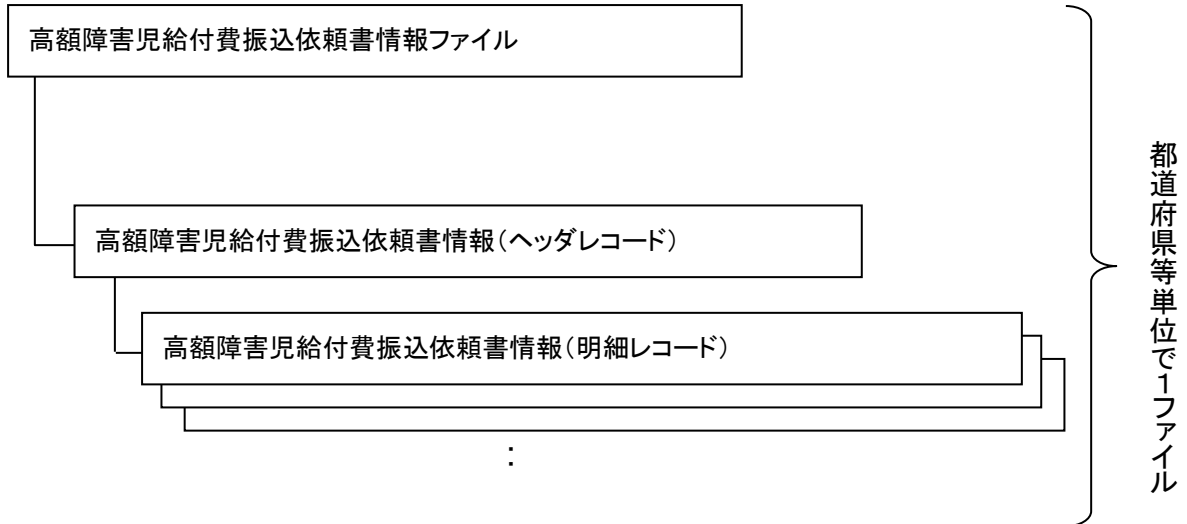 高額障害児給付費振込依頼書情報ファイル
高額障害児給付費振込依頼書情報（ヘッダレコード）
高額障害児給付費振込依頼書情報（明細レコード）
：
都道府県等単位で１ファイル